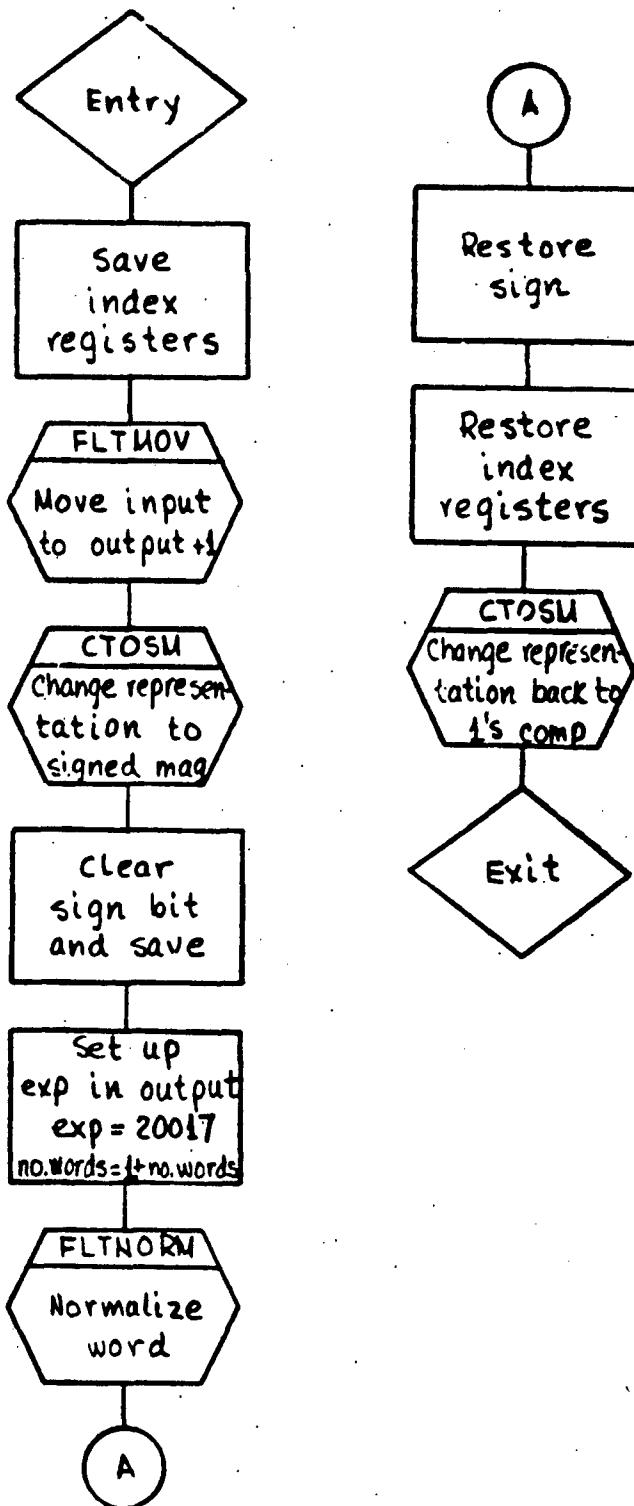 Entry
Save
index
registers
FLTMOV
Move input
to output +1
CTOSM
Change represen-
tation to
signed mag
Clear
sign bit
and save
Set up
exp in output
exp = 20017
no.words=1+no.words
FLTNORM
Normalize
word
A
A
Restore
sign
Restore
index
registers
CTOSM
Change represen-
tation back to
1's comp
Exit